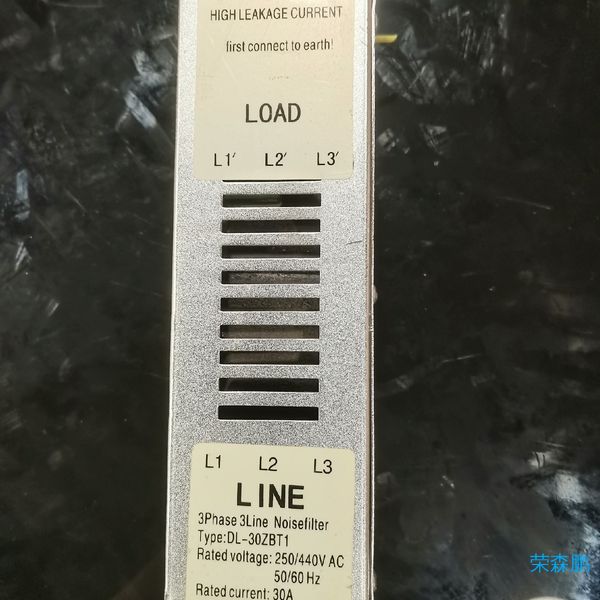 HIGH LEAKAGE CURRENT
first connect to earth!
LOAD
L1′ L2′ L3′
L1 L2 L3
LINE
3Phase 3Line Noisefilter
Type:DL-30ZBT1
Rated voltage: 250/440V AC
50/60 Hz
Rated current: 30A
荣森鹏